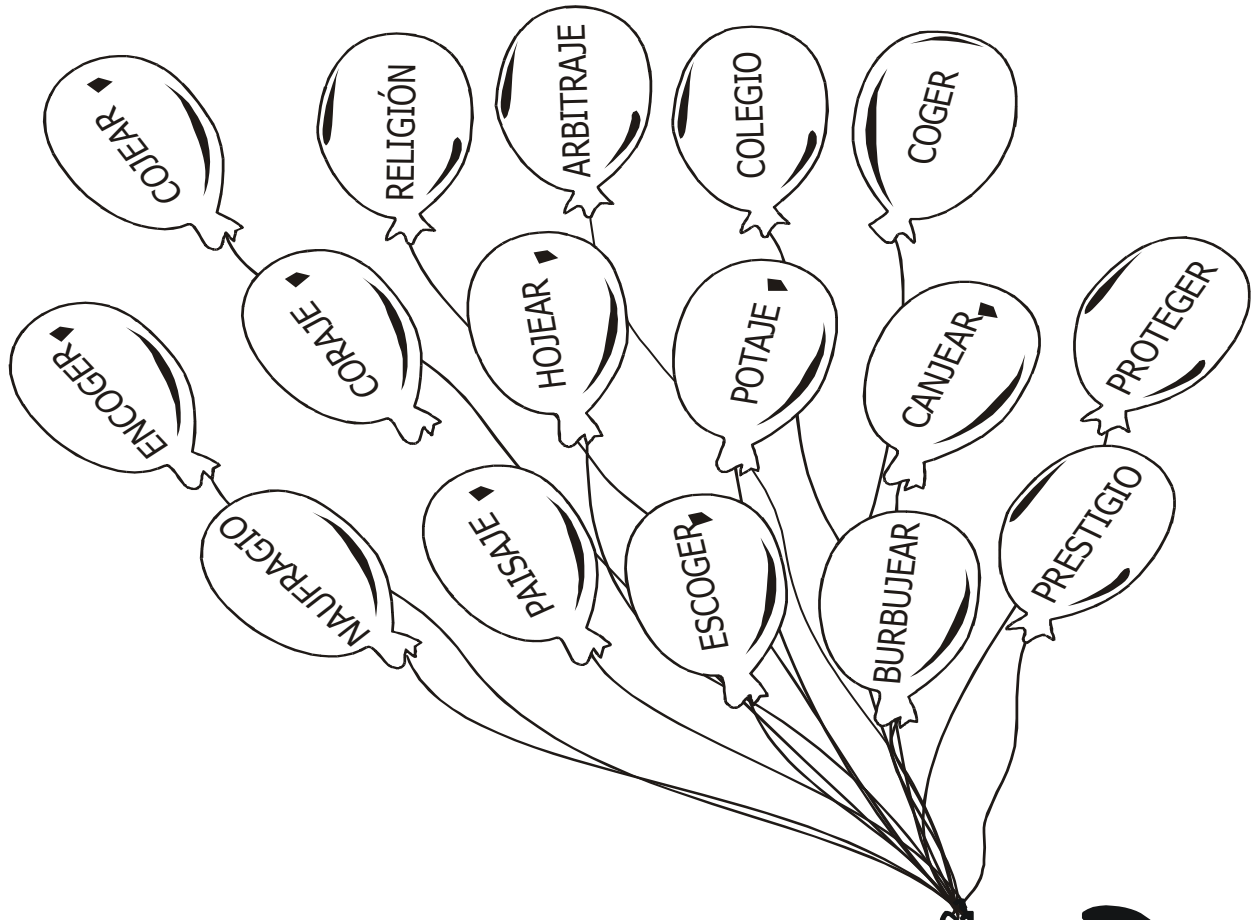 COJEAR
RELIGIÓN
ARBITRAJE
COLEGIO
COGER
ENCOGER
CORAJE
HOJEAR
POTAJE
CANJEAR
PROTEGER
NAUFRAGIO
PAISAJE
ESCOGER
BURBUJEAR
PRESTIGIO